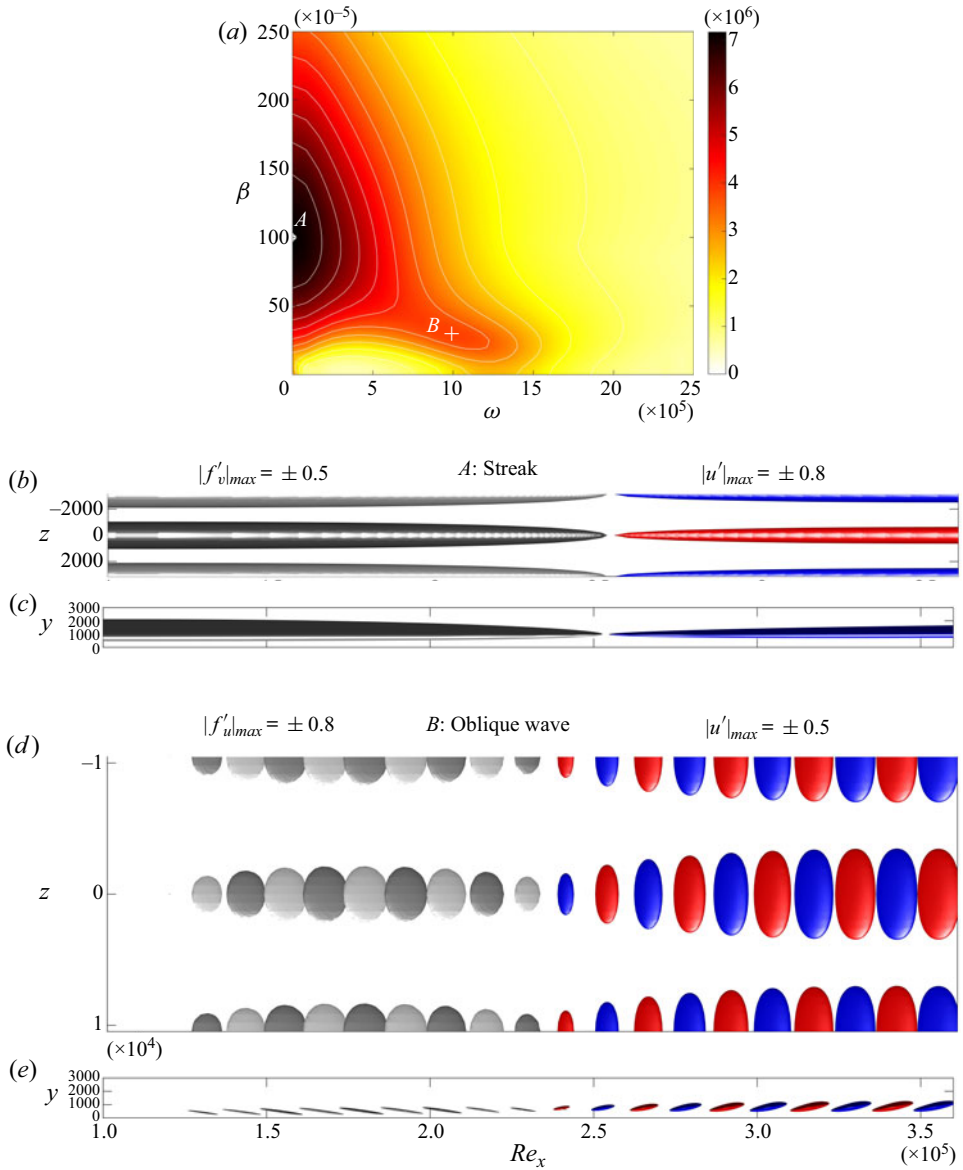 (a)
(×10–5)
(×10⁶)
250
200
150
100
50
β
A
B
0
5
10
15
20
25
ω
(×10⁵)
7
6
5
4
3
2
1
0
(b)
|f′v|max = ± 0.5
A: Streak
|u′|max = ± 0.8
–2000
z 0
2000
(c)
y
3000
2000
1000
0
|f′u|max = ± 0.8
B: Oblique wave
|u′|max = ± 0.5
(d)
–1
z 0
1
(×10⁴)
(e)
y
3000
2000
1000
0
1.0 1.5 2.0 2.5 3.0 3.5
Rex
(×10⁵)